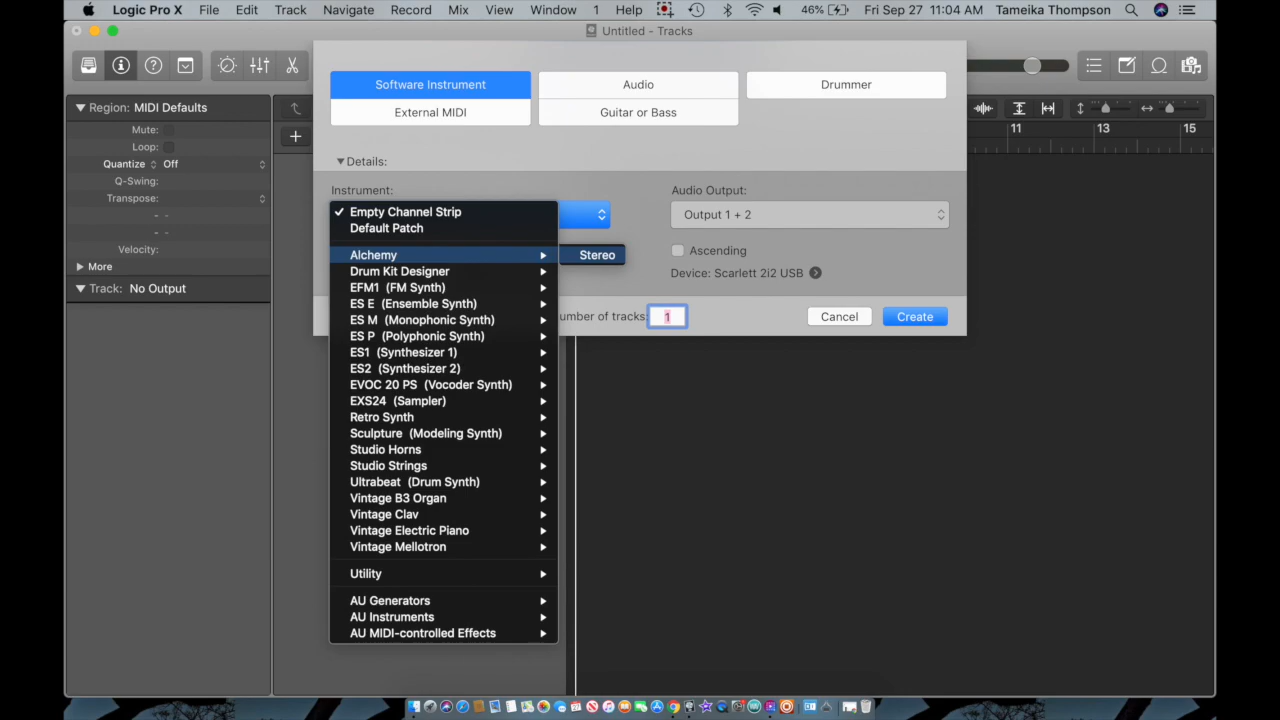 Logic Pro X File Edit Track Navigate Record Mix View Window 1 Help 46% Fri Sep 27 11:04 AM Tameika Thompson
Untitled - Tracks
Software Instrument Audio Drummer
External MIDI Guitar or Bass
Region: MIDI Defaults
Mute:
Loop:
Quantize Off
Q-Swing:
Transpose:
- -
- -
Velocity:
More
Track: No Output
11 13 15
Details:
Instrument:
Audio Output:
Output 1 + 2
Ascending
Device: Scarlett 2i2 USB
umber of tracks: 1
Cancel Create
Empty Channel Strip
Default Patch
Alchemy Stereo
Drum Kit Designer
EFM1 (FM Synth)
ES E (Ensemble Synth)
ES M (Monophonic Synth)
ES P (Polyphonic Synth)
ES1 (Synthesizer 1)
ES2 (Synthesizer 2)
EVOC 20 PS (Vocoder Synth)
EXS24 (Sampler)
Retro Synth
Sculpture (Modeling Synth)
Studio Horns
Studio Strings
Ultrabeat (Drum Synth)
Vintage B3 Organ
Vintage Clav
Vintage Electric Piano
Vintage Mellotron
Utility
AU Generators
AU Instruments
AU MIDI-controlled Effects